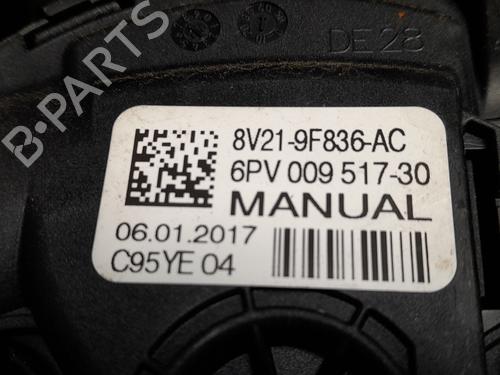 DE28
8V21-9F836-AC
6PV 009 517-30
MANUAL
06.01.2017
C95YE 04
B-PARTS